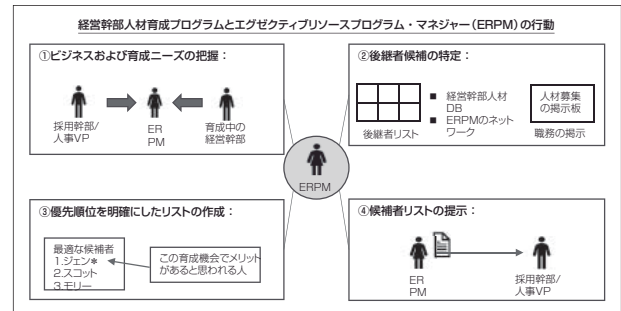 経営幹部人材育成プログラムとエグゼクティブリソースプログラム・マネジャー(ERPM)の行動
①ビジネスおよび育成ニーズの把握：
採用幹部/
人事VP
ER
PM
育成中の
経営幹部
②後継者候補の特定：
後継者リスト
■ 経営幹部人材
DB
■ ERPMのネット
ワーク
人材募集
の掲示板
職務の掲示
ERPM
③優先順位を明確にしたリストの作成：
最適な候補者
1.ジェン*
2.スコット
3.モリー
この育成機会でメリット
があると思われる人
④候補者リストの提示：
ER
PM
採用幹部/
人事VP